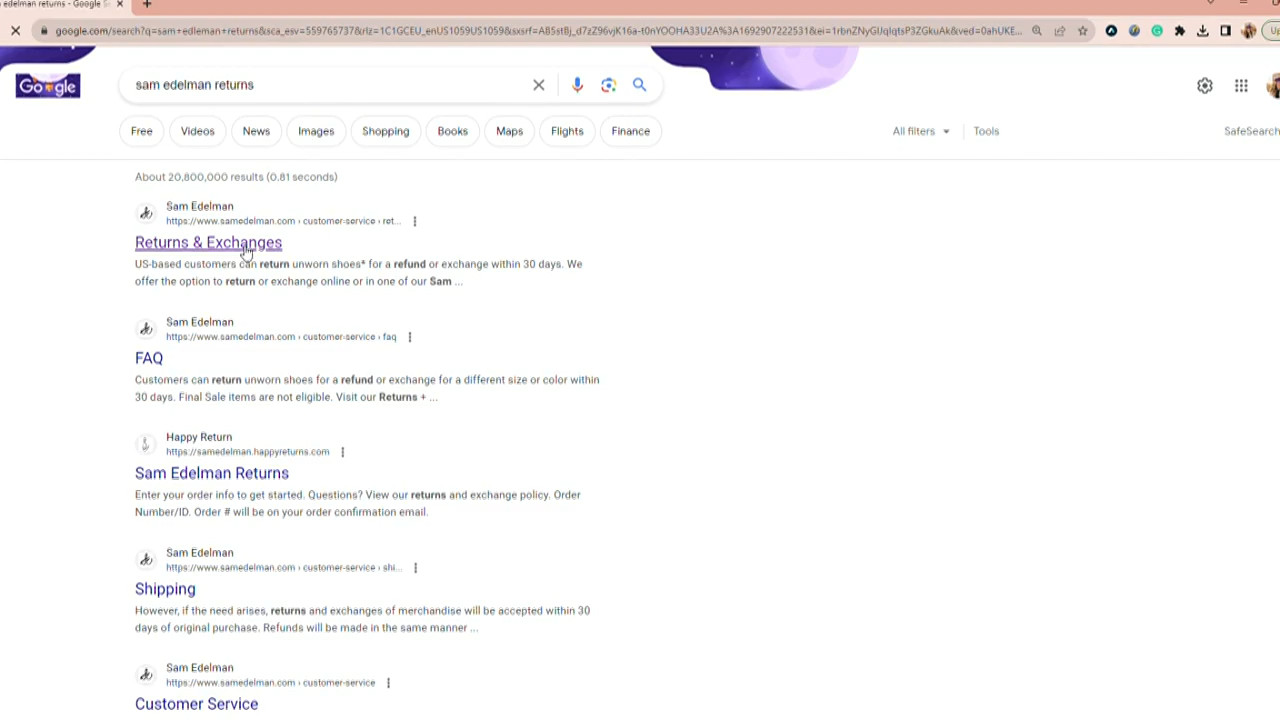 edelman returns - Google S
google.com/search?q=sam+edleman+returns&sca_esv=559765737&rlz=1C1GCEU_enUS1059US1059&sxsrf=
Google
sam edelman returns
Free
Videos
News
Images
Shopping
Books
Maps
Flights
Finance
All filters
Tools
SafeSearch
About 20,800,000 results (0.81 seconds)
Sam Edelman
https://www.samedelman.com › customer-service › ret...
Returns & Exchanges
US-based customers can return unworn shoes* for a refund or exchange within 30 days. We
offer the option to return or exchange online or in one of our Sam ...
Sam Edelman
https://www.samedelman.com › customer-service › faq
FAQ
Customers can return unworn shoes for a refund or exchange for a different size or color within
30 days. Final Sale items are not eligible. Visit our Returns + ...
Happy Return
https://samedelman.happyreturns.com
Sam Edelman Returns
Enter your order info to get started. Questions? View our returns and exchange policy. Order
Number/ID. Order # will be on your order confirmation email.
Sam Edelman
https://www.samedelman.com › customer-service › shi...
Shipping
However, if the need arises, returns and exchanges of merchandise will be accepted within 30
days of original purchase. Refunds will be made in the same manner ...
Sam Edelman
https://www.samedelman.com › customer-service
Customer Service